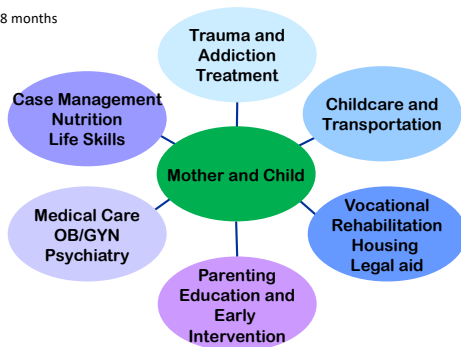 8 months
Trauma and
Addiction
Treatment
Case Management
Nutrition
Life Skills
Childcare and
Transportation
Mother and Child
Medical Care
OB/GYN
Psychiatry
Vocational
Rehabilitation
Housing
Legal aid
Parenting
Education and
Early
Intervention